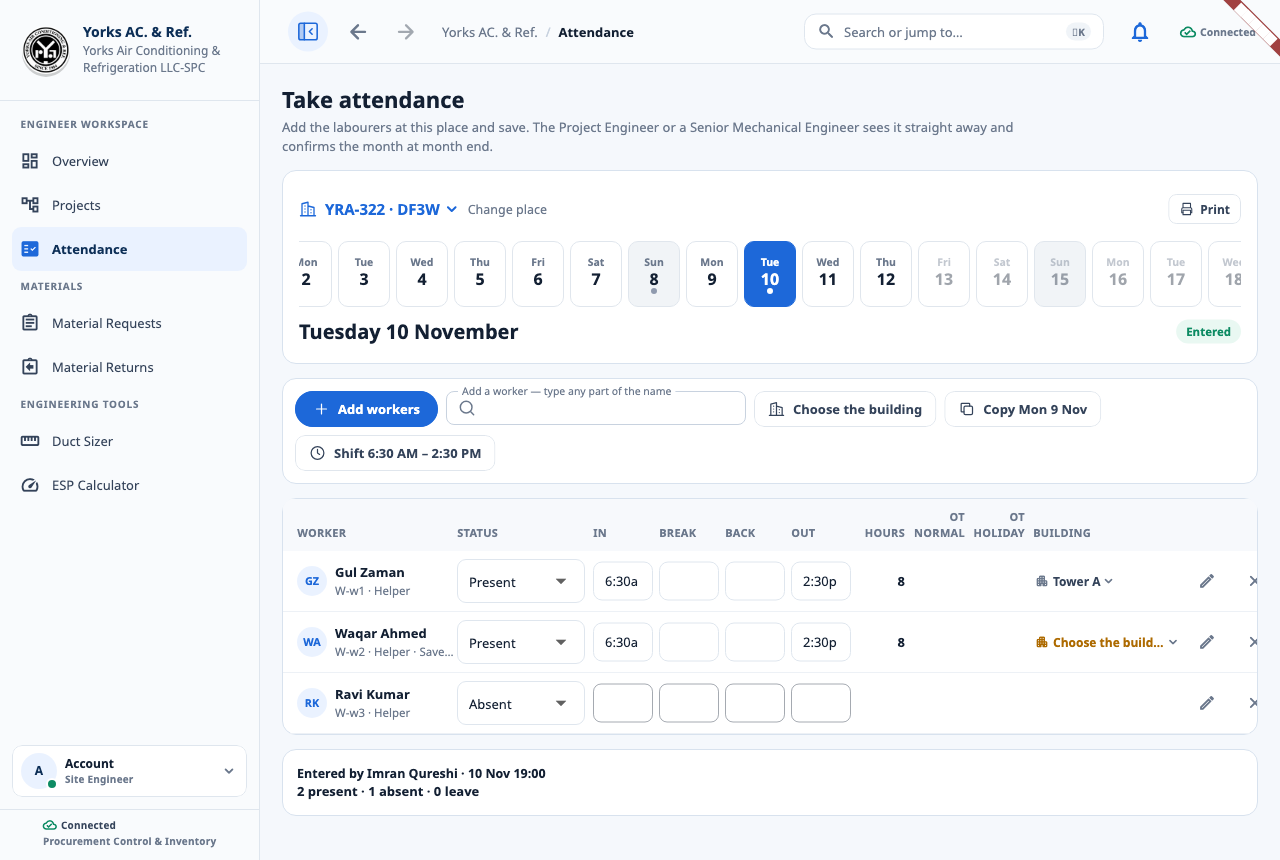 Yorks AC. & Ref.
Yorks Air Conditioning &
Refrigeration LLC-SPC
Yorks AC. & Ref. / Attendance
Search or jump to...
K
Connected
ENGINEER WORKSPACE
Overview
Projects
Attendance
MATERIALS
Material Requests
Material Returns
ENGINEERING TOOLS
Duct Sizer
ESP Calculator
A
Account
Site Engineer
Connected
Procurement Control & Inventory
Take attendance
Add the labourers at this place and save. The Project Engineer or a Senior Mechanical Engineer sees it straight away and
confirms the month at month end.
YRA-322 · DF3W
Change place
Print
Mon Tue Wed Thu Fri Sat Sun Mon Tue Wed Thu Fri Sat Sun Mon Tue Wed
2 3 4 5 6 7 8 9 10 11 12 13 14 15 16 17 18
Tuesday 10 November
Entered
Add workers
Add a worker — type any part of the name
Choose the building
Copy Mon 9 Nov
Shift 6:30 AM – 2:30 PM
WORKER STATUS IN BREAK BACK OUT HOURS OT NORMAL OT HOLIDAY BUILDING
GZ Gul Zaman Present 6:30a 2:30p 8 Tower A
W-w1 · Helper
WA Waqar Ahmed Present 6:30a 2:30p 8 Choose the build...
W-w2 · Helper · Save...
RK Ravi Kumar Absent
W-w3 · Helper
Entered by Imran Qureshi · 10 Nov 19:00
2 present · 1 absent · 0 leave